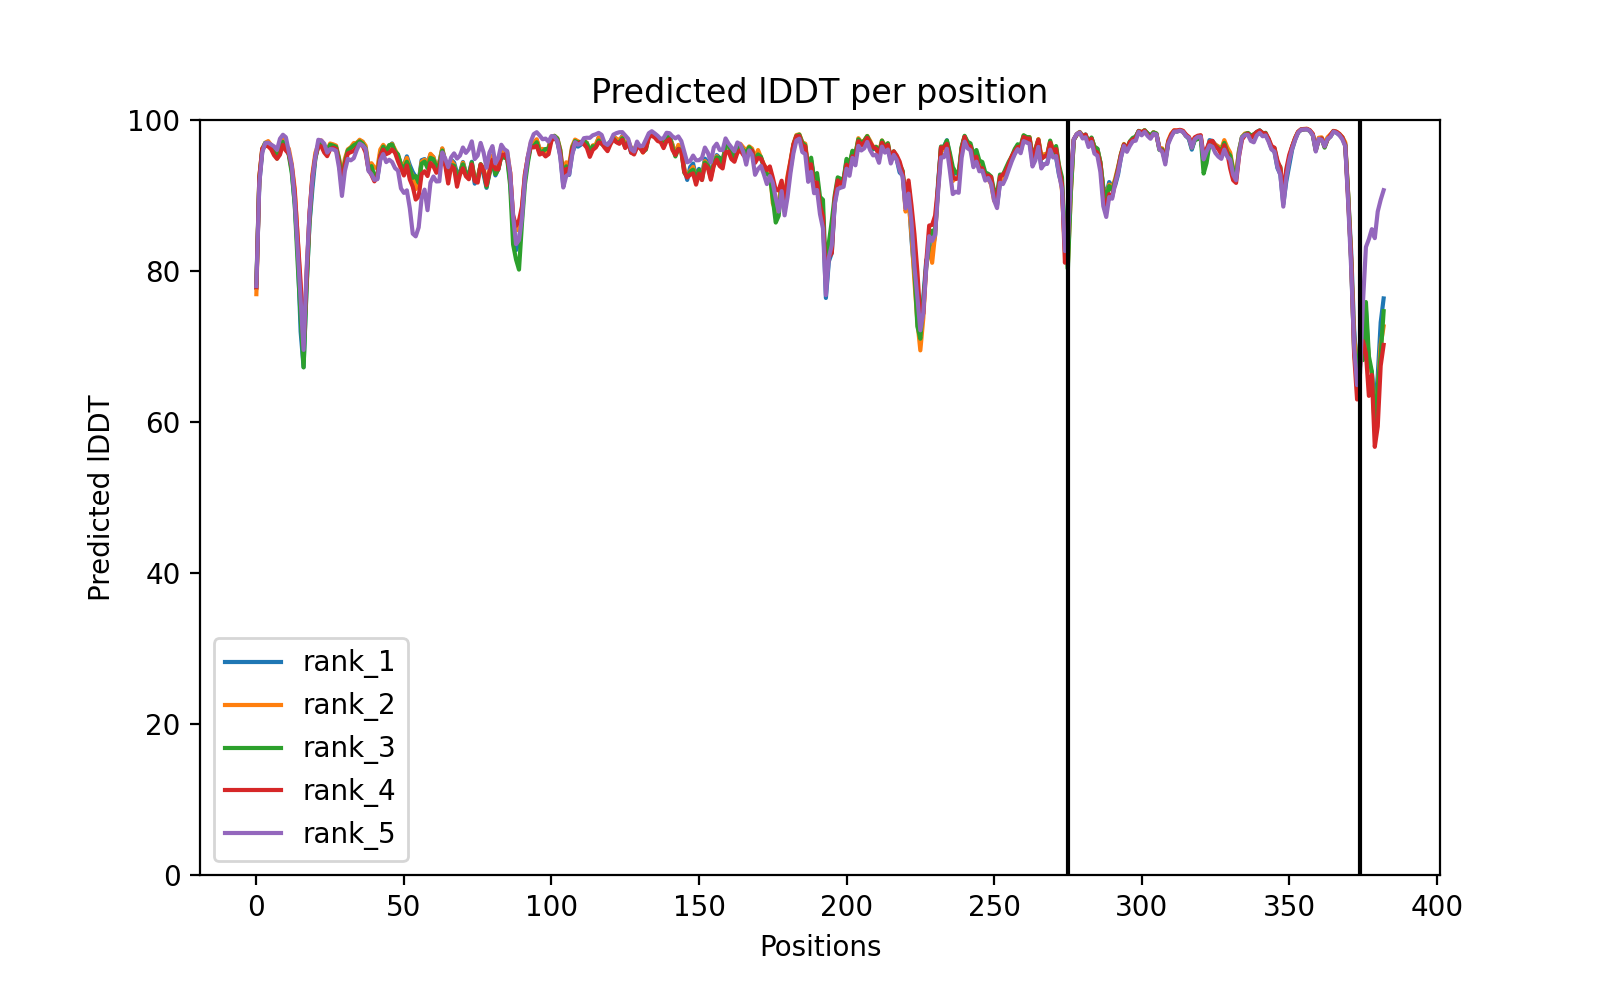 Predicted lDDT per position
100
80
60
40
20
0
Predicted lDDT
rank_1
rank_2
rank_3
rank_4
rank_5
0 50 100 150 200 250 300 350 400
Positions